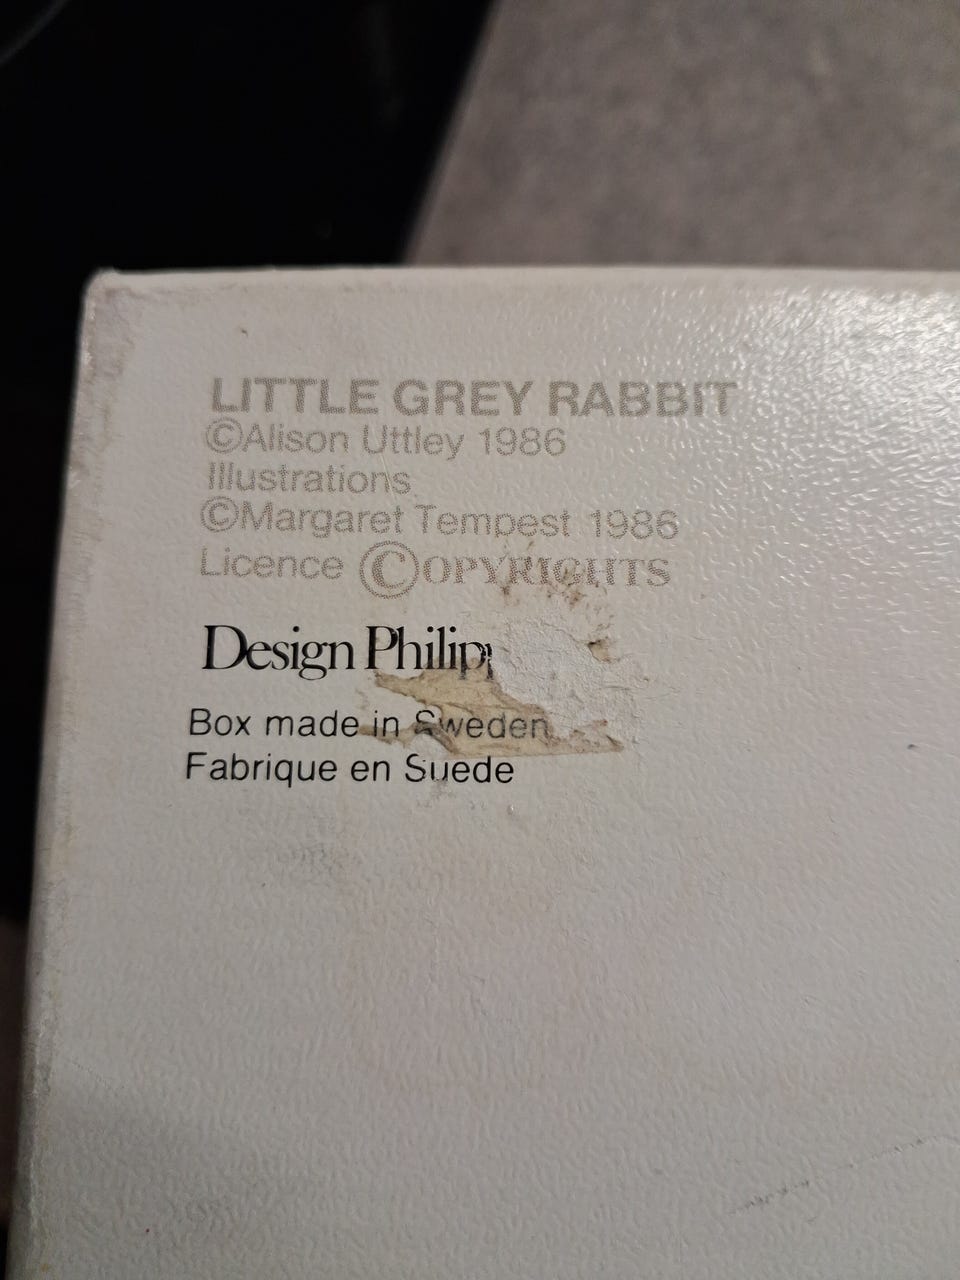 LITTLE GREY RABBIT
©Alison Uttley 1986
Illustrations
©Margaret Tempest 1986
Licence ©OPYRIGHTS
Design
Box made in Sweden
Fabrique en Suede